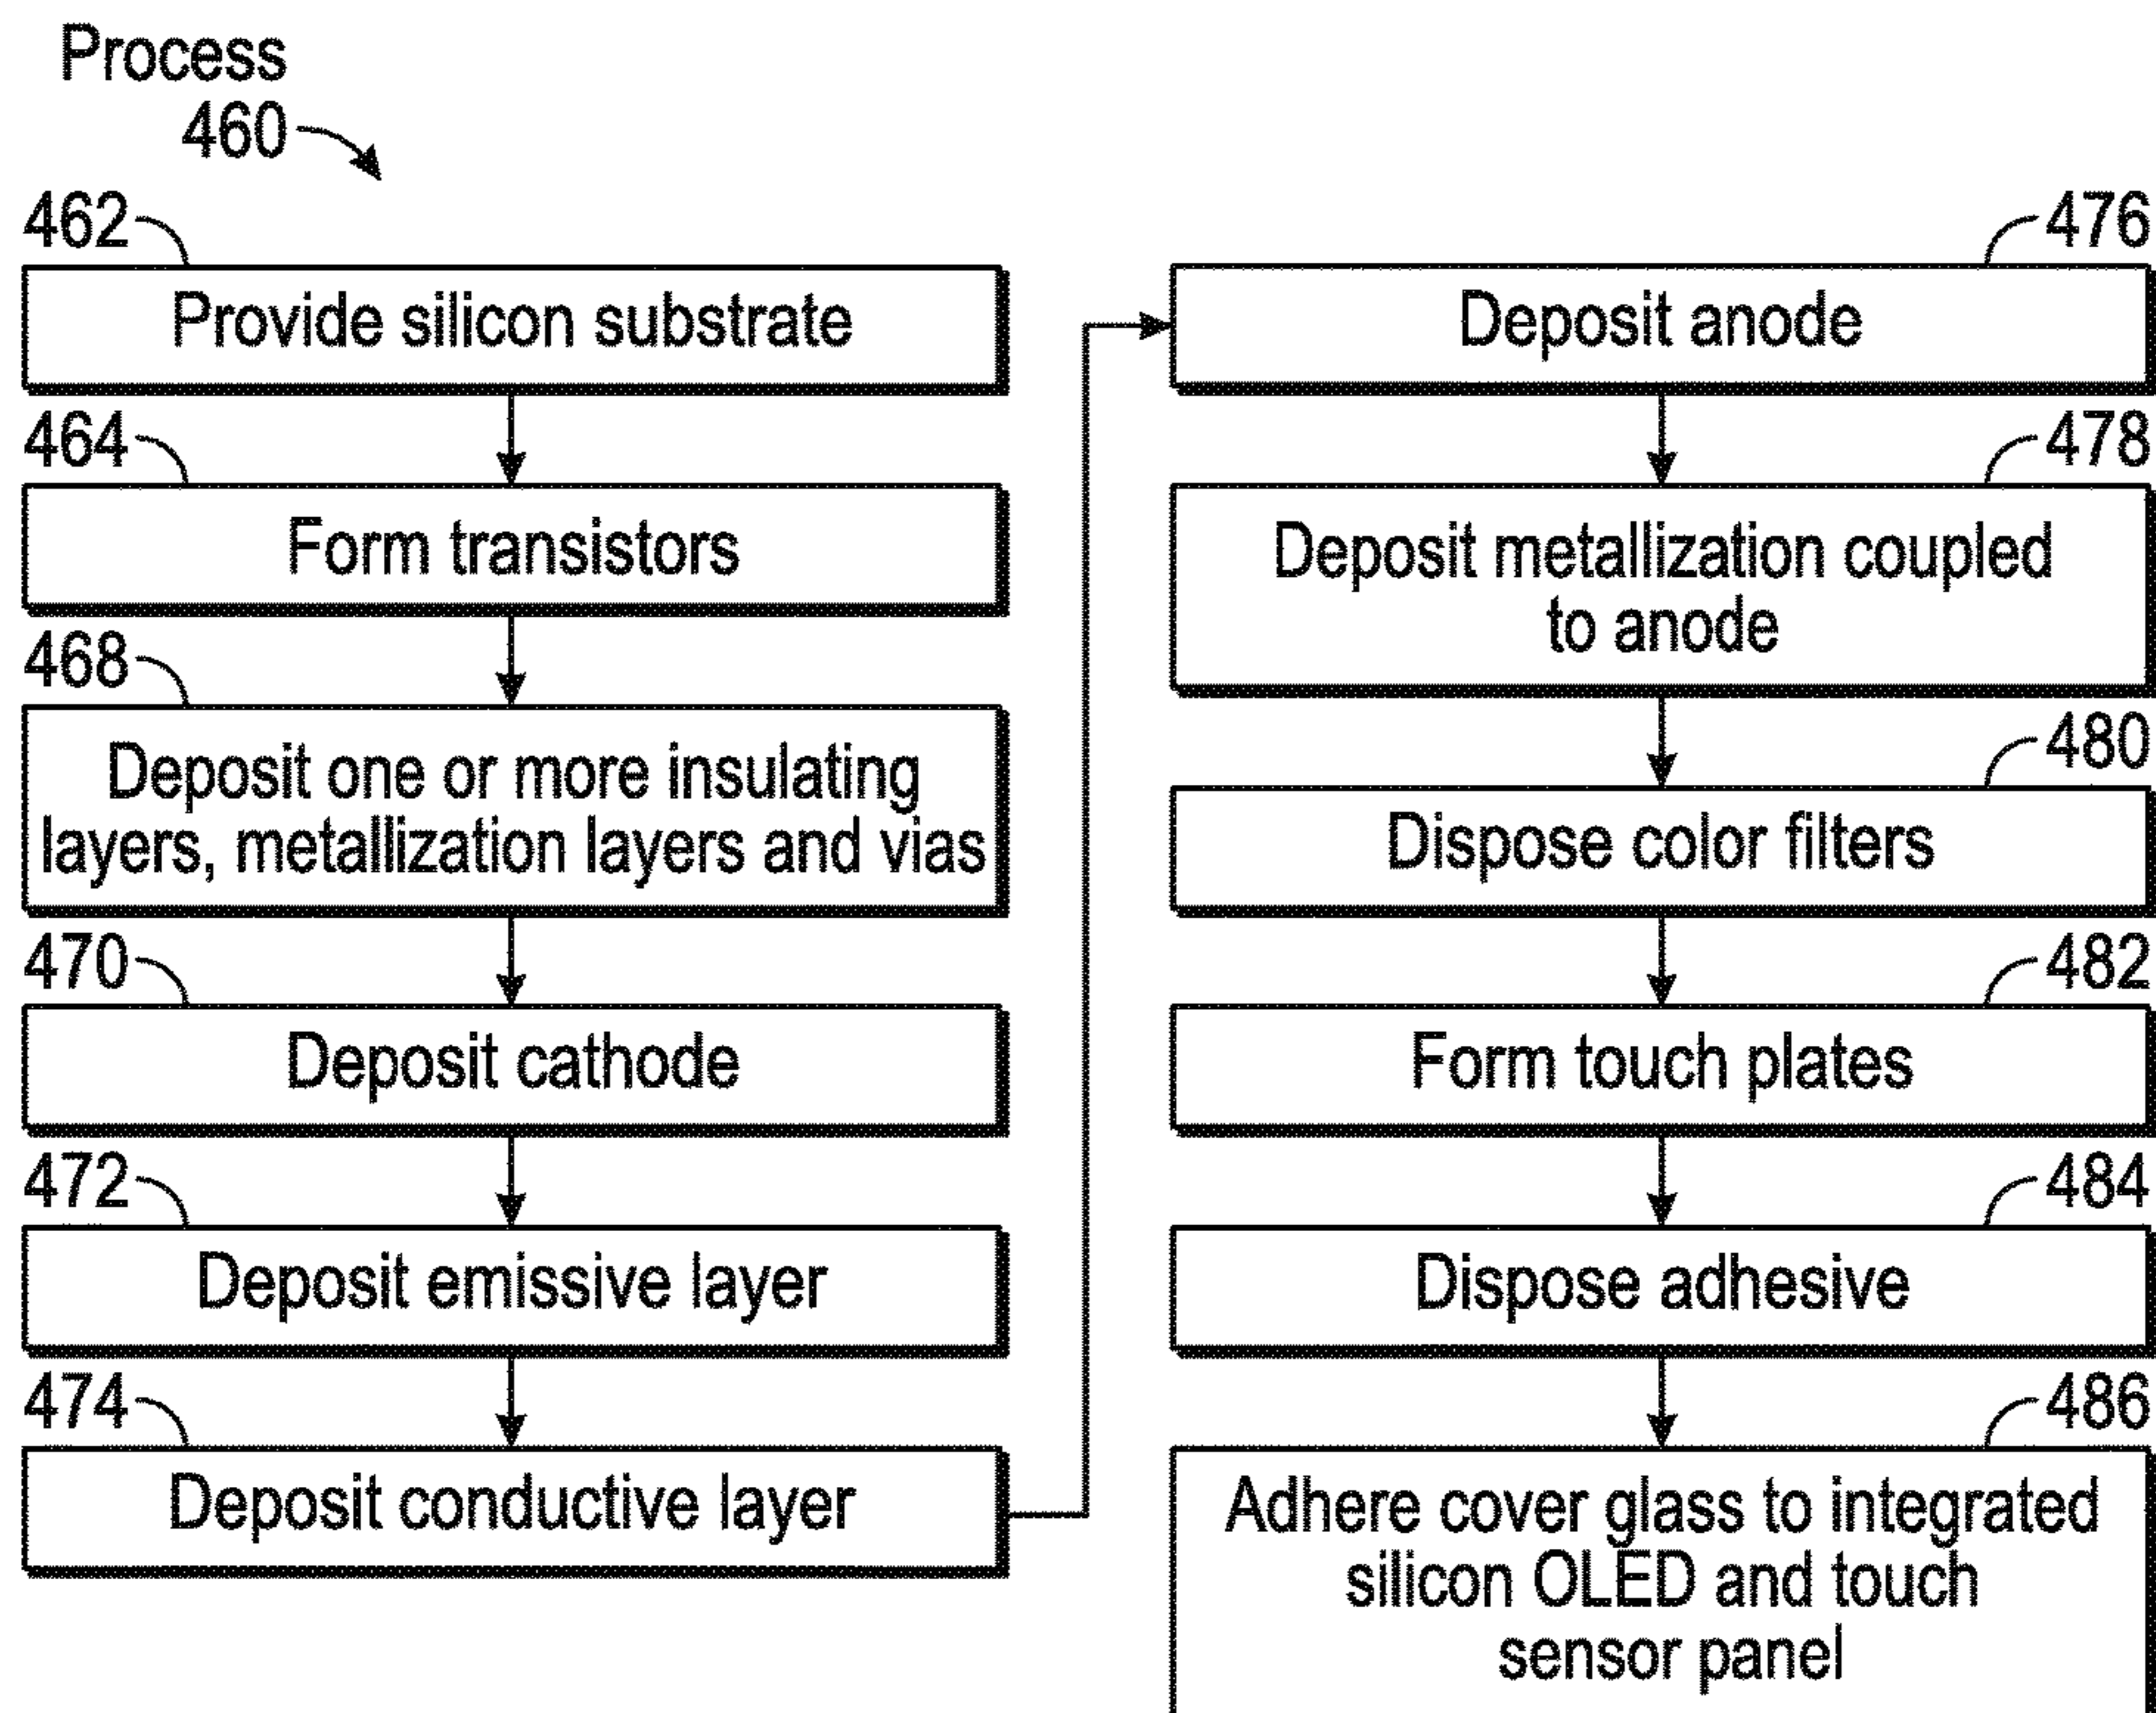 Process
460
462
Provide silicon substrate
464
Form transistors
468
Deposit one or more insulating
layers, metallization layers and vias
470
Deposit cathode
472
Deposit emissive layer
474
Deposit conductive layer
476
Deposit anode
478
Deposit metallization coupled
to anode
480
Dispose color filters
482
Form touch plates
484
Dispose adhesive
486
Adhere cover glass to integrated
silicon OLED and touch
sensor panel